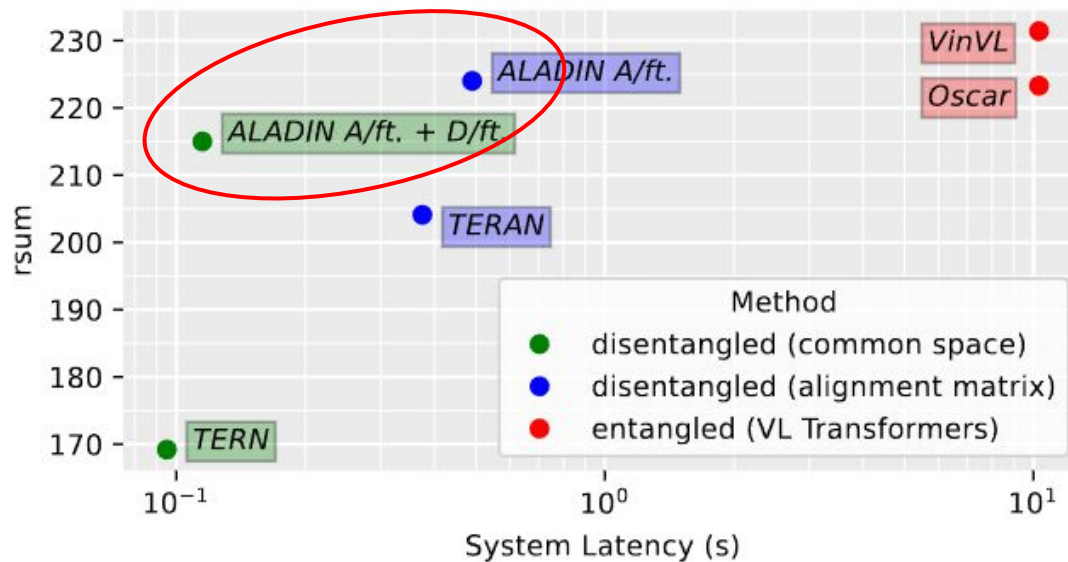 230
220
210
200
190
180
170
rsum
VinVL
ALADIN A/ft.
Oscar
ALADIN A/ft. + D/ft.
TERAN
TERN
Method
disentangled (common space)
disentangled (alignment matrix)
entangled (VL Transformers)
10⁻¹
10⁰
10¹
System Latency (s)